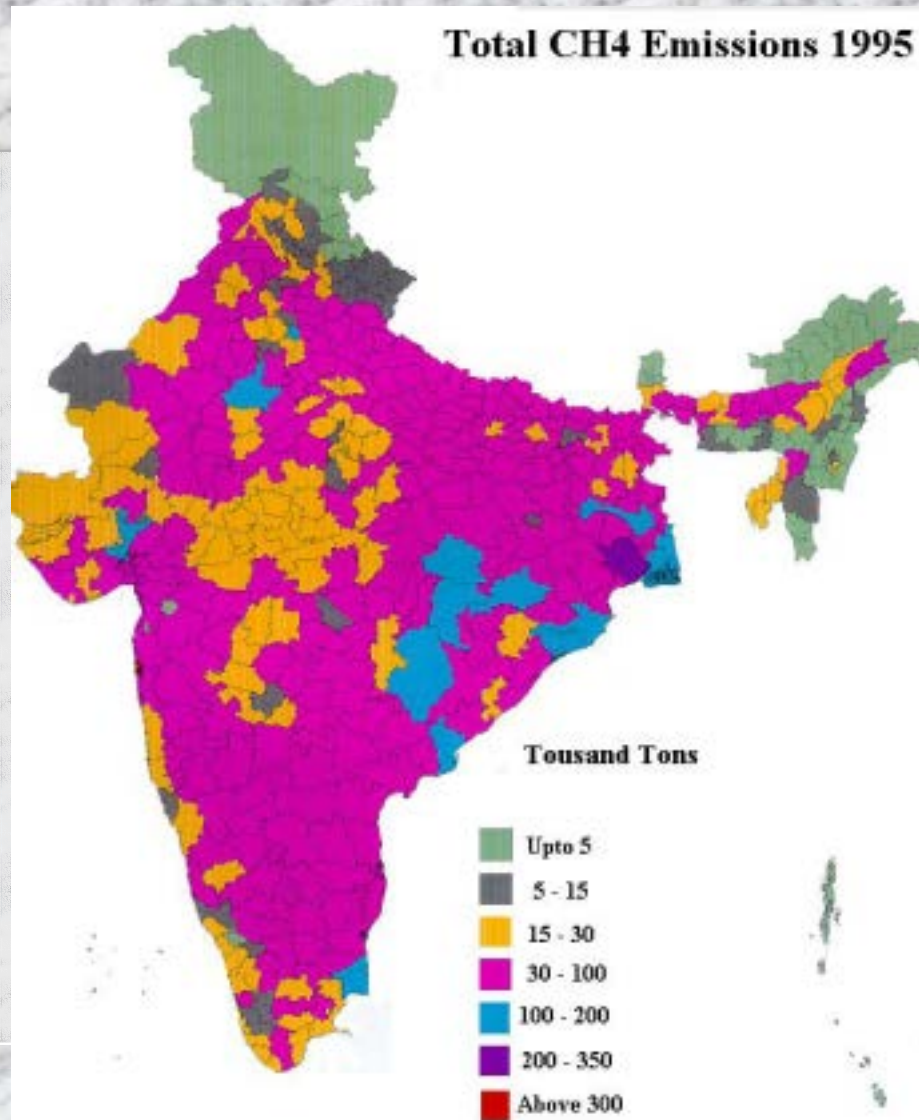 Total CH4 Emissions 1995
Tousand Tons
Upto 5
5 - 15
15 - 30
30 - 100
100 - 200
200 - 350
Above 300